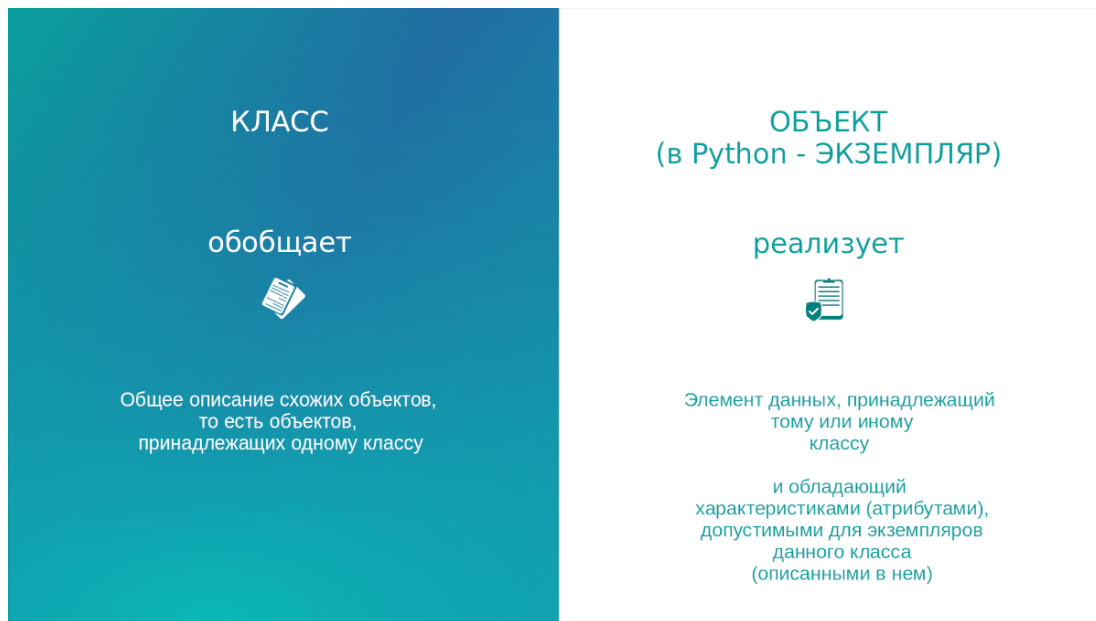 КЛАСС
обобщает
Общее описание схожих объектов,
то есть объектов,
принадлежащих одному классу
ОБЪЕКТ
(в Python - ЭКЗЕМПЛЯР)
реализует
Элемент данных, принадлежащий
тому или иному
классу
и обладающий
характеристиками (атрибутами),
допустимыми для экземпляров
данного класса
(описанными в нем)